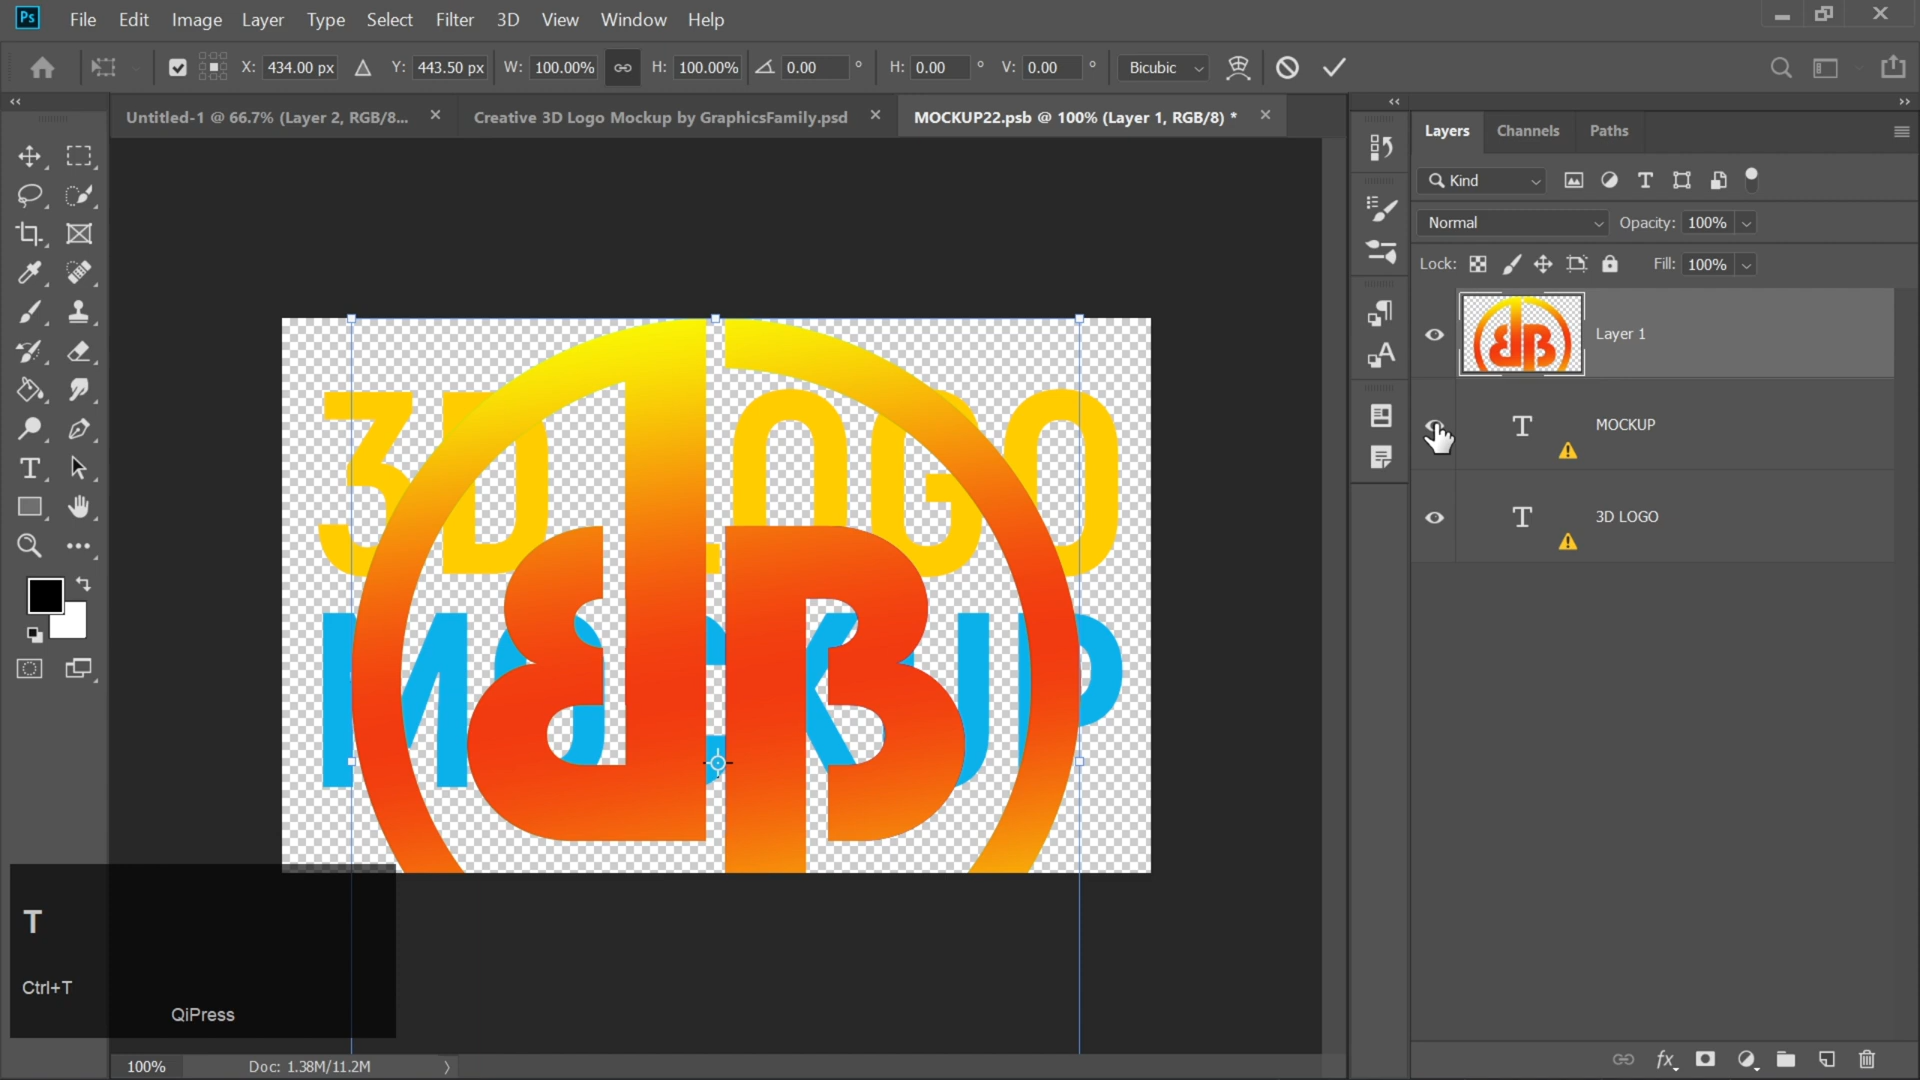 Ps File Edit Image Layer Type Select Filter 3D View Window Help
X: 434.00 px Y: 443.50 px W: 100.00% H: 100.00% 0.00 ° H: 0.00 ° V: 0.00 ° Bicubic
Untitled-1 @ 66.7% (Layer 2, RGB/8... Creative 3D Logo Mockup by GraphicsFamily.psd MOCKUP22.psb @ 100% (Layer 1, RGB/8) *
Layers Channels Paths
Kind
Normal Opacity: 100%
Lock: Fill: 100%
Layer 1
MOCKUP
3D LOGO
3D LOGO
MOCKUP
T
Ctrl+T
QiPress
100% Doc: 1.38M/11.2M
fx